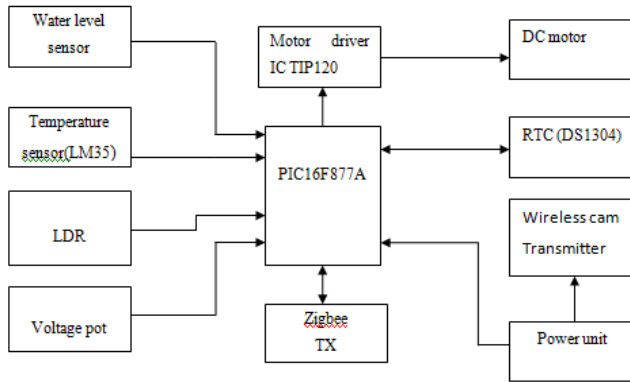 Water level
sensor
Motor driver
IC TIP120
DC motor
Temperature
sensor(LM35)
PIC16F877A
RTC (DS1304)
LDR
Wireless cam
Transmitter
Voltage pot
Zigbee
TX
Power unit